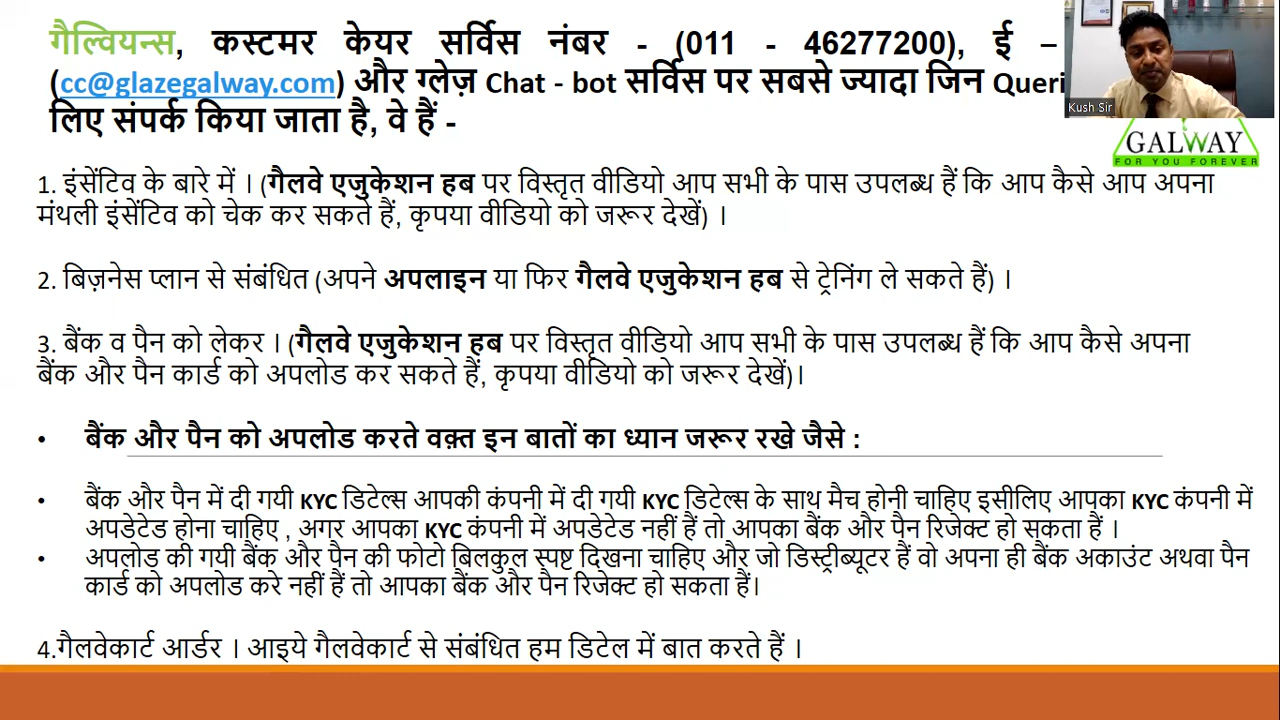 गैल्वियन्स, कस्टमर केयर सर्विस नंबर - (011 - 46277200), ई –
(cc@glazegalway.com) और ग्लेज़ Chat - bot सर्विस पर सबसे ज्यादा जिन Queri
लिए संपर्क किया जाता है, वे हैं -
Kush Sir
GALWAY
FOR YOU FOREVER
1. इंसेंटिव के बारे में । (गैलवे एजुकेशन हब पर विस्तृत वीडियो आप सभी के पास उपलब्ध हैं कि आप कैसे आप अपना
मंथली इंसेंटिव को चेक कर सकते हैं, कृपया वीडियो को जरूर देखें) ।
2. बिज़नेस प्लान से संबंधित (अपने अपलाइन या फिर गैलवे एजुकेशन हब से ट्रेनिंग ले सकते हैं) ।
3. बैंक व पैन को लेकर । (गैलवे एजुकेशन हब पर विस्तृत वीडियो आप सभी के पास उपलब्ध हैं कि आप कैसे अपना
बैंक और पैन कार्ड को अपलोड कर सकते हैं, कृपया वीडियो को जरूर देखें)।
• बैंक और पैन को अपलोड करते वक़्त इन बातों का ध्यान जरूर रखे जैसे :
• बैंक और पैन में दी गयी KYC डिटेल्स आपकी कंपनी में दी गयी KYC डिटेल्स के साथ मैच होनी चाहिए इसीलिए आपका KYC कंपनी में
अपडेटेड होना चाहिए , अगर आपका KYC कंपनी में अपडेटेड नहीं हैं तो आपका बैंक और पैन रिजेक्ट हो सकता हैं ।
• अपलोड की गयी बैंक और पैन की फोटो बिलकुल स्पष्ट दिखना चाहिए और जो डिस्ट्रीब्यूटर हैं वो अपना ही बैंक अकाउंट अथवा पैन
कार्ड को अपलोड करे नहीं हैं तो आपका बैंक और पैन रिजेक्ट हो सकता हैं।
4.गैलवेकार्ट आर्डर । आइये गैलवेकार्ट से संबंधित हम डिटेल में बात करते हैं ।